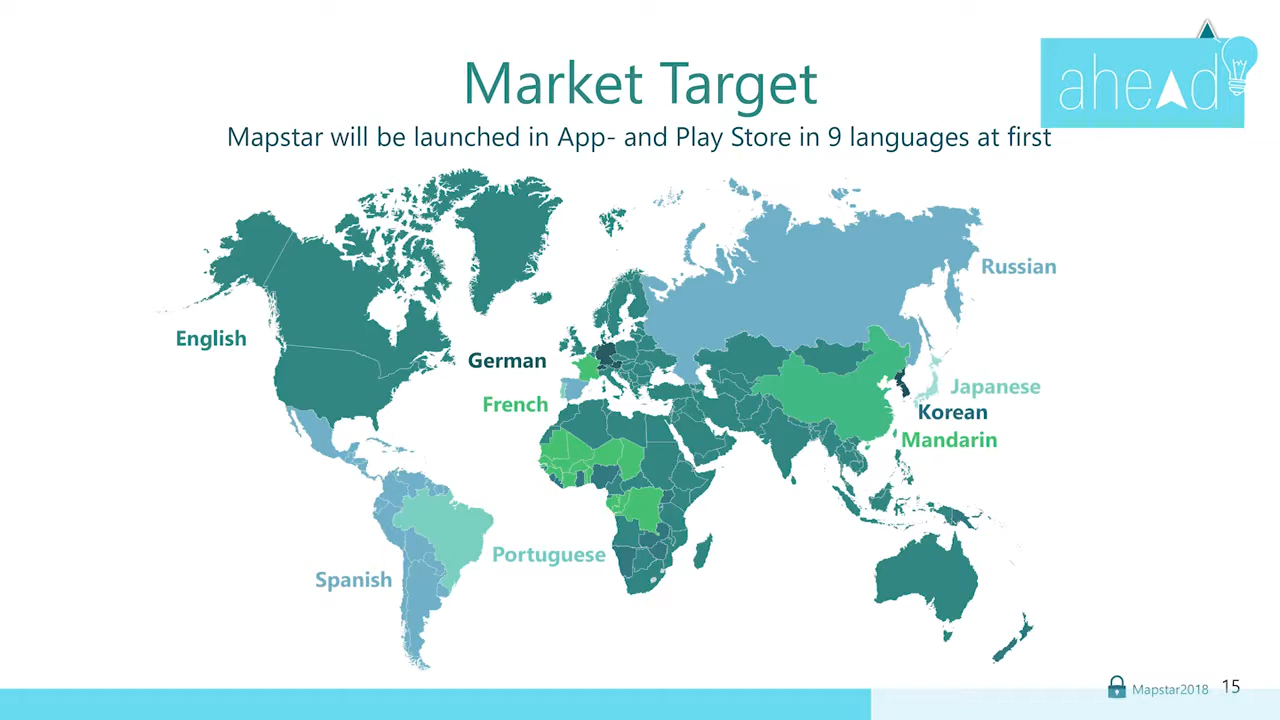 ahead
Market Target
Mapstar will be launched in App- and Play Store in 9 languages at first
Russian
English
German
Japanese
French
Korean
Mandarin
Portuguese
Spanish
Mapstar2018
15